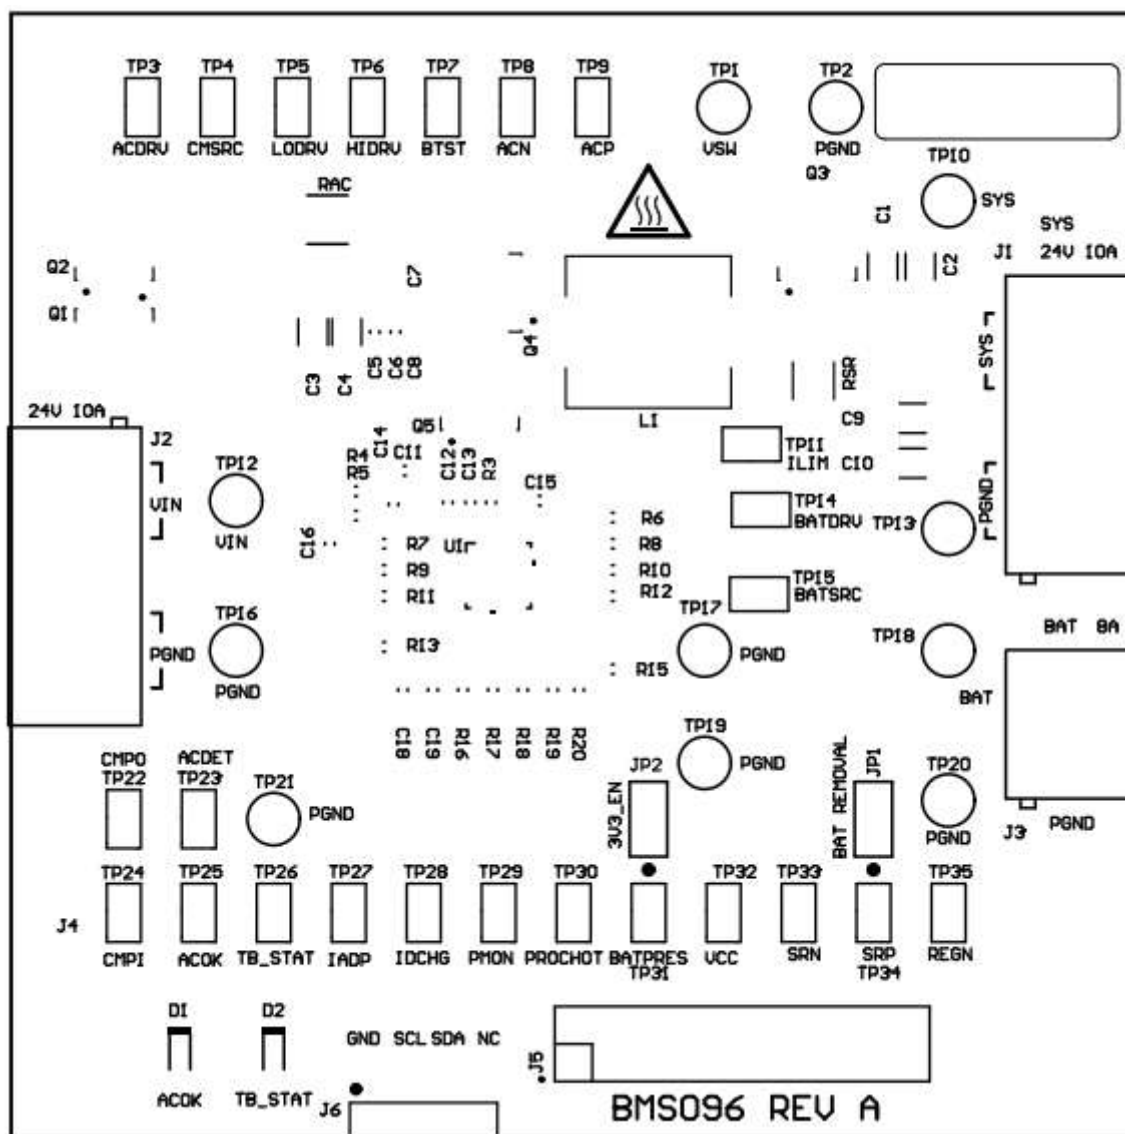 TP3 TP4 TP5 TP6 TP7 TP8 TP9 TP1 TP2
ACDRV CMSRC LODRV HIDRV BTST ACN ACP VSW PGND
Q3
TP10
SYS
RAC
C1
SYS
J1 24V 10A
C2
Q2
C7
Q1
Q4
SYS
C3 C4 C5 C6 C8
RSR
24V 10A
L1
C9
J2
Q5
C14
R4
R5
C11
C12
C13
R3
TP11
ILIM C10
TP12
VIN
VIN
C15
TP14
BATDRV
TP13
PGND
R6
C16
R7
U1
R8
R9
R10
R11
R12
TP15
BATSRC
TP16
PGND
PGND
R13
TP17
PGND
TP18
BAT 8A
R15
BAT
C18 C19 R16 R17 R18 R19 R20
TP19
PGND
CMPO ACDET
TP22 TP23 TP21
PGND
JP2
3V3_EN
JP1
BAT REMOVAL
TP20
PGND
J3
PGND
TP24 TP25 TP26 TP27 TP28 TP29 TP30 TP32 TP33 TP35
J4
CMPI ACOK TB_STAT IADP IDCHG PMON PROCHOT BATPRES VCC SRN SRP REGN
TP31 TP34
D1 D2
GND SCL SDA NC
J5
ACOK TB_STAT
J6
BMS096 REV A